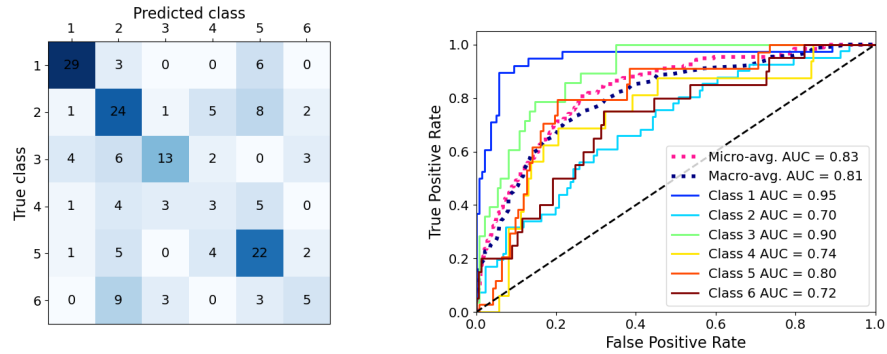 Predicted class
1 2 3 4 5 6
True class
1 29 3 0 0 6 0
2 1 24 1 5 8 2
3 4 6 13 2 0 3
4 1 4 3 3 5 0
5 1 5 0 4 22 2
6 0 9 3 0 3 5
True Positive Rate
1.0
0.8
0.6
0.4
0.2
0.0
Micro-avg. AUC = 0.83
Macro-avg. AUC = 0.81
Class 1 AUC = 0.95
Class 2 AUC = 0.70
Class 3 AUC = 0.90
Class 4 AUC = 0.74
Class 5 AUC = 0.80
Class 6 AUC = 0.72
0.0 0.2 0.4 0.6 0.8 1.0
False Positive Rate